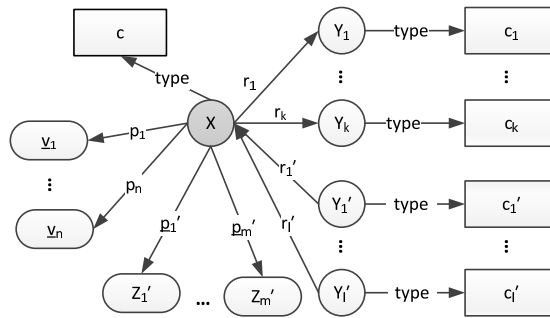 c
type
X
Y₁
type
c₁
r₁
⋮
⋮
rₖ
Yₖ
type
cₖ
p₁
v₁
⋮
pₙ
vₙ
r₁′
Y₁′
type
c₁′
p₁′
pₘ′
rₗ′
⋮
⋮
Z₁′
...
Zₘ′
Yₗ′
type
cₗ′